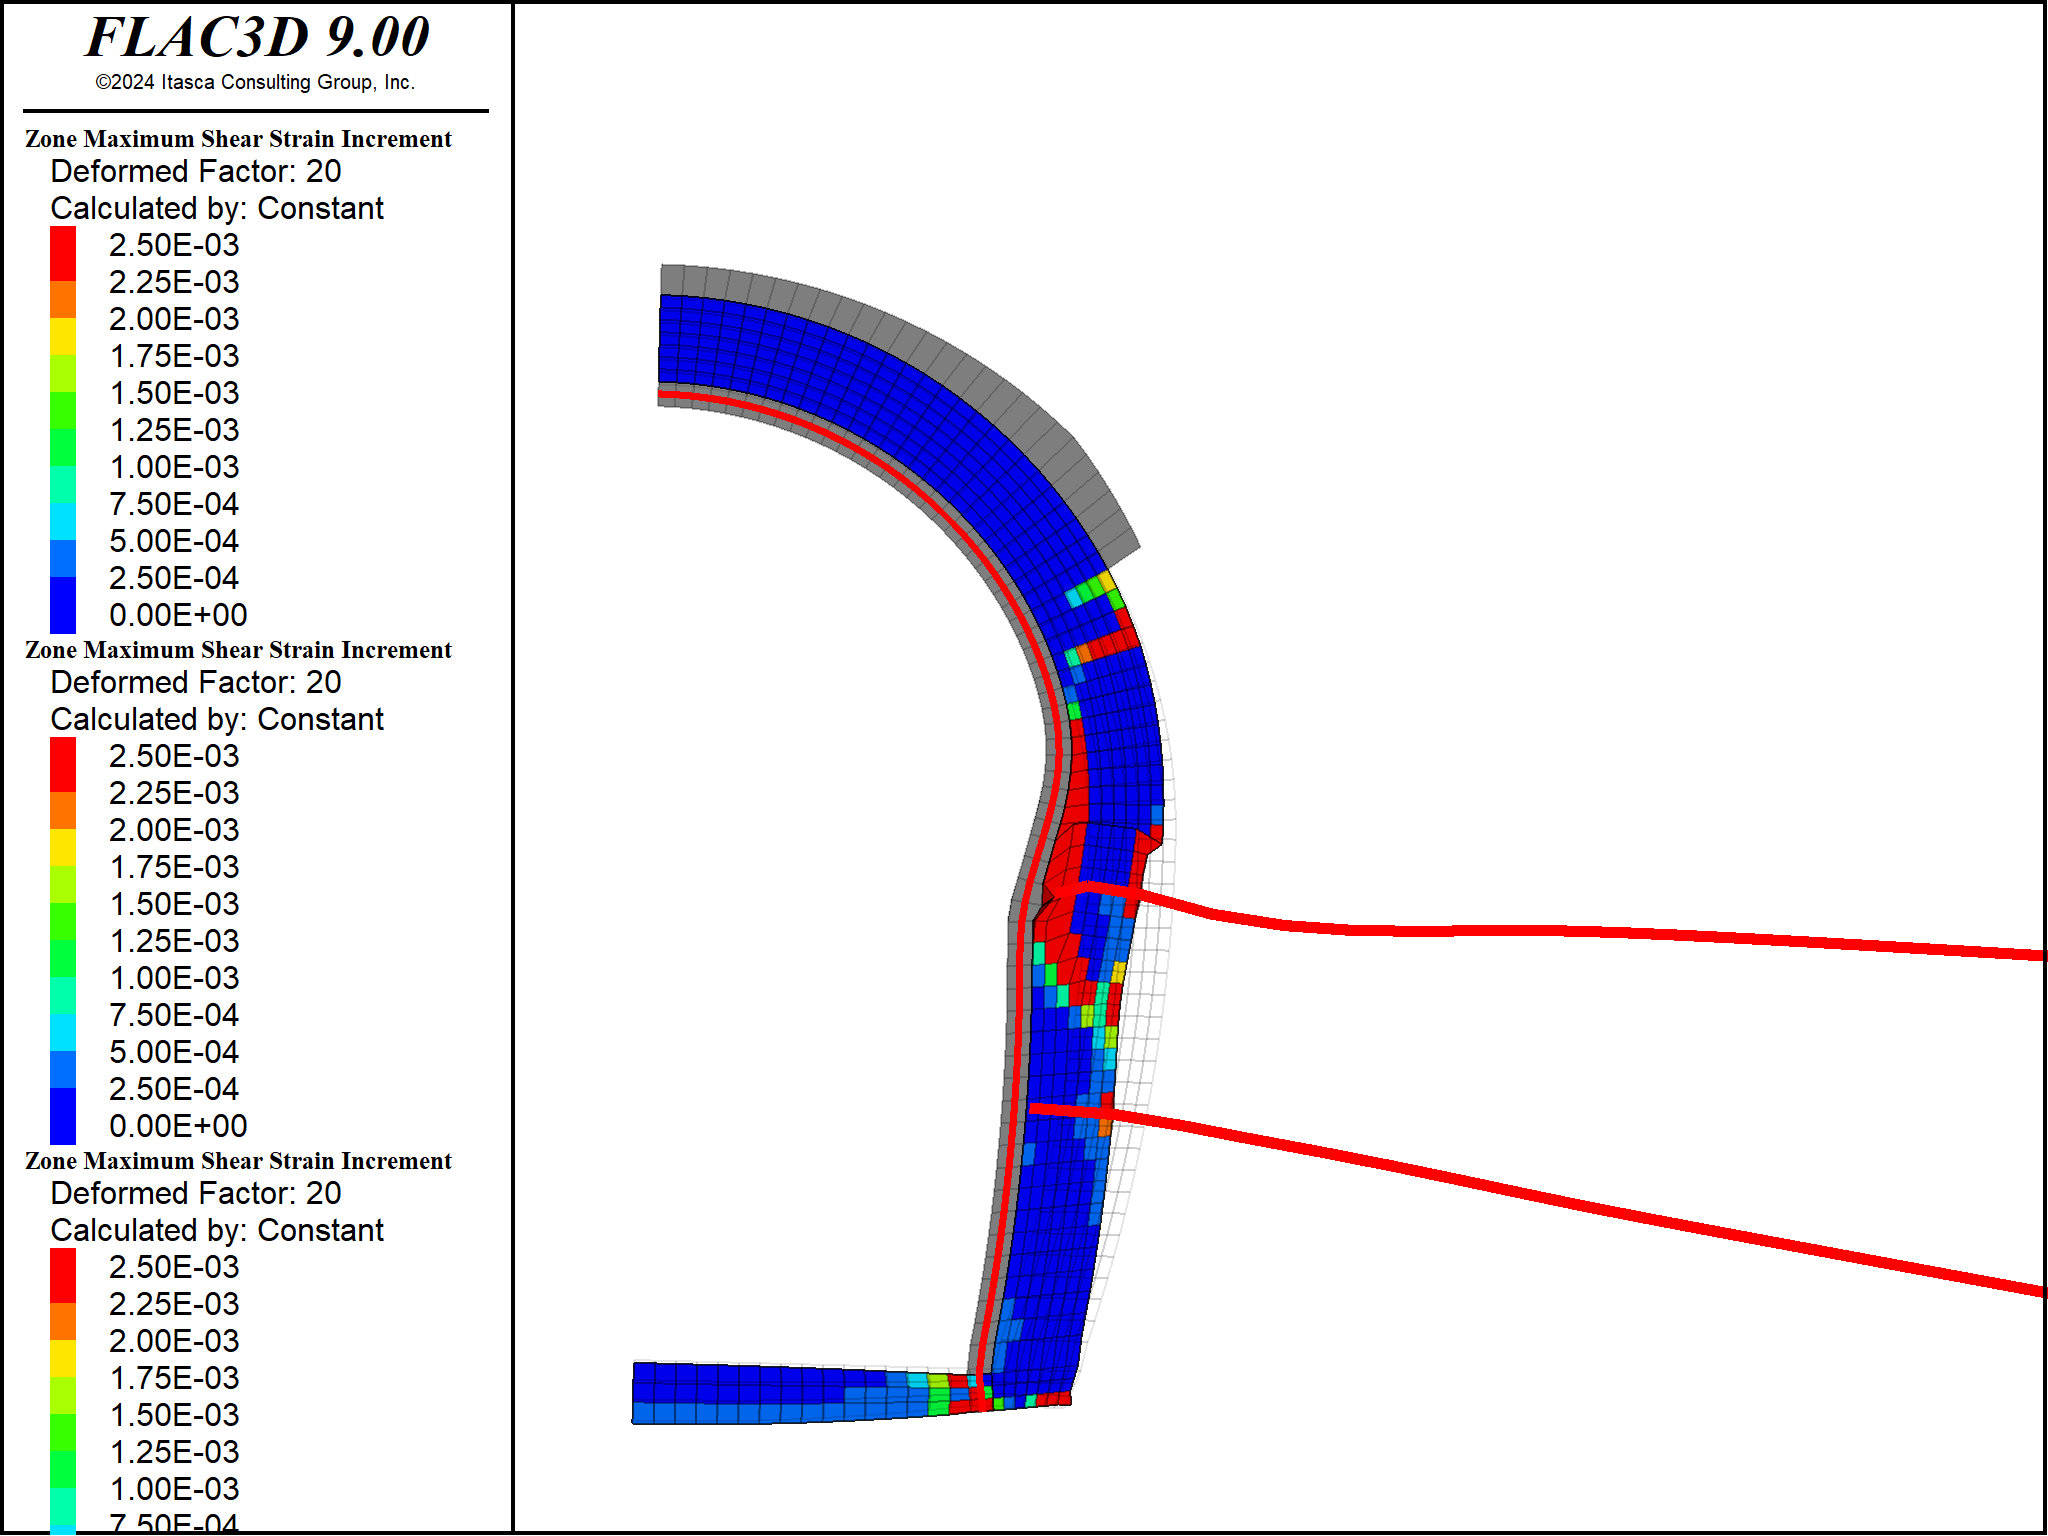 FLAC3D 9.00
©2024 Itasca Consulting Group, Inc.
Zone Maximum Shear Strain Increment
Deformed Factor: 20
Calculated by: Constant
2.50E-03
2.25E-03
2.00E-03
1.75E-03
1.50E-03
1.25E-03
1.00E-03
7.50E-04
5.00E-04
2.50E-04
0.00E+00
Zone Maximum Shear Strain Increment
Deformed Factor: 20
Calculated by: Constant
2.50E-03
2.25E-03
2.00E-03
1.75E-03
1.50E-03
1.25E-03
1.00E-03
7.50E-04
5.00E-04
2.50E-04
0.00E+00
Zone Maximum Shear Strain Increment
Deformed Factor: 20
Calculated by: Constant
2.50E-03
2.25E-03
2.00E-03
1.75E-03
1.50E-03
1.25E-03
1.00E-03
7.50E-04